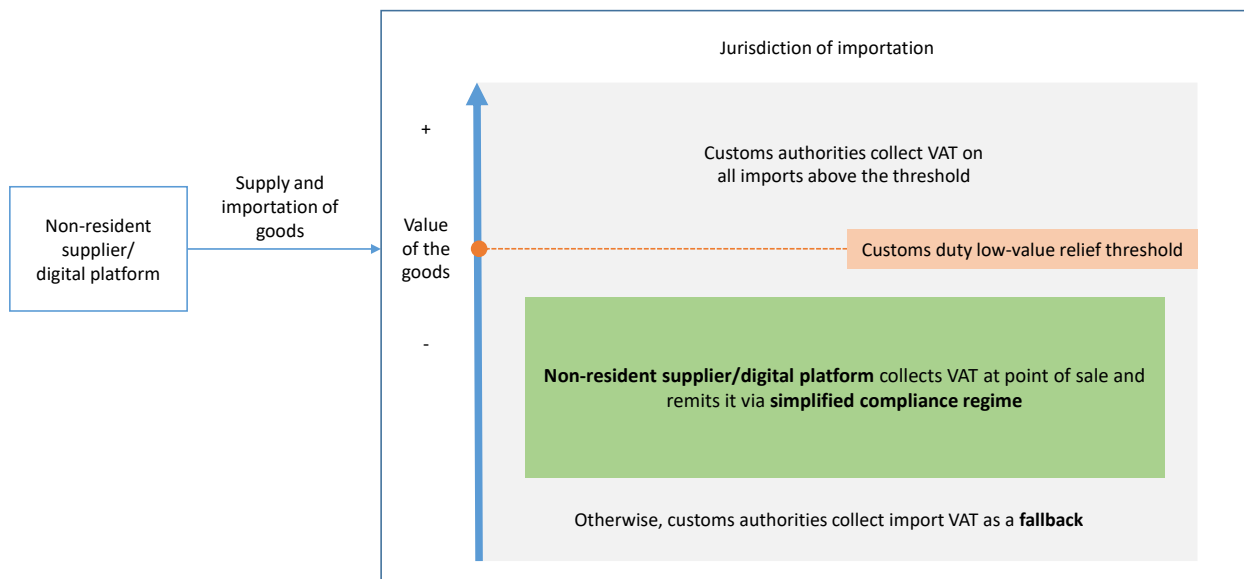 Jurisdiction of importation
+
Customs authorities collect VAT on
all imports above the threshold
Supply and
importation of
goods
Non-resident
supplier/
digital platform
Value
of the
goods
Customs duty low-value relief threshold
-
Non-resident supplier/digital platform collects VAT at point of sale and
remits it via simplified compliance regime
Otherwise, customs authorities collect import VAT as a fallback